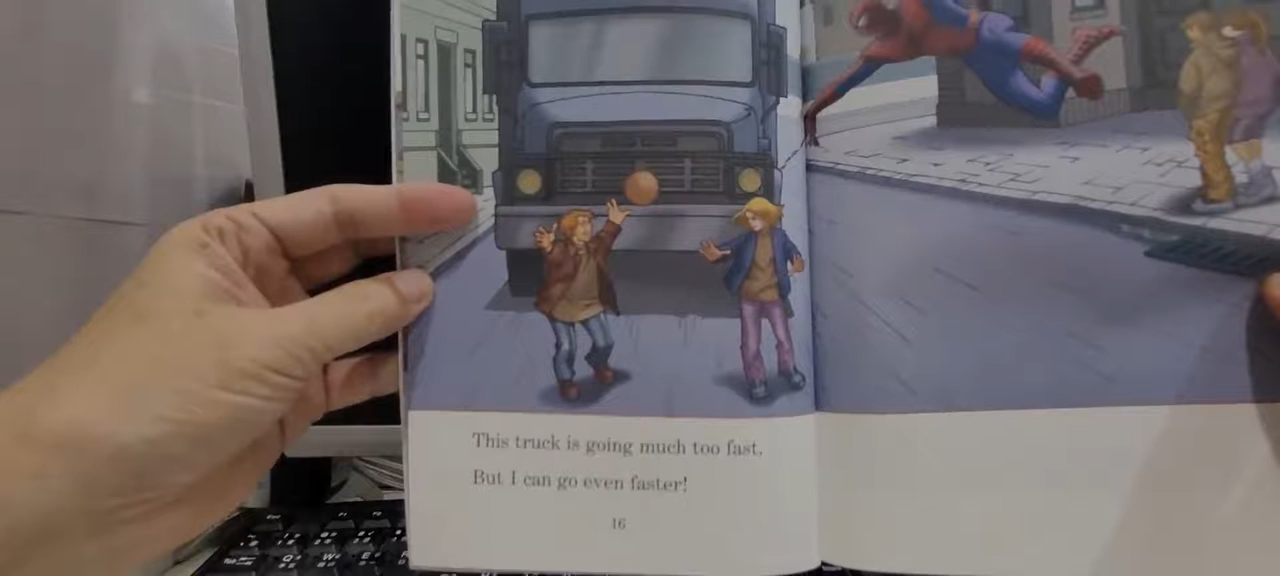 This truck is going much too fast.
But I can go even faster!
16